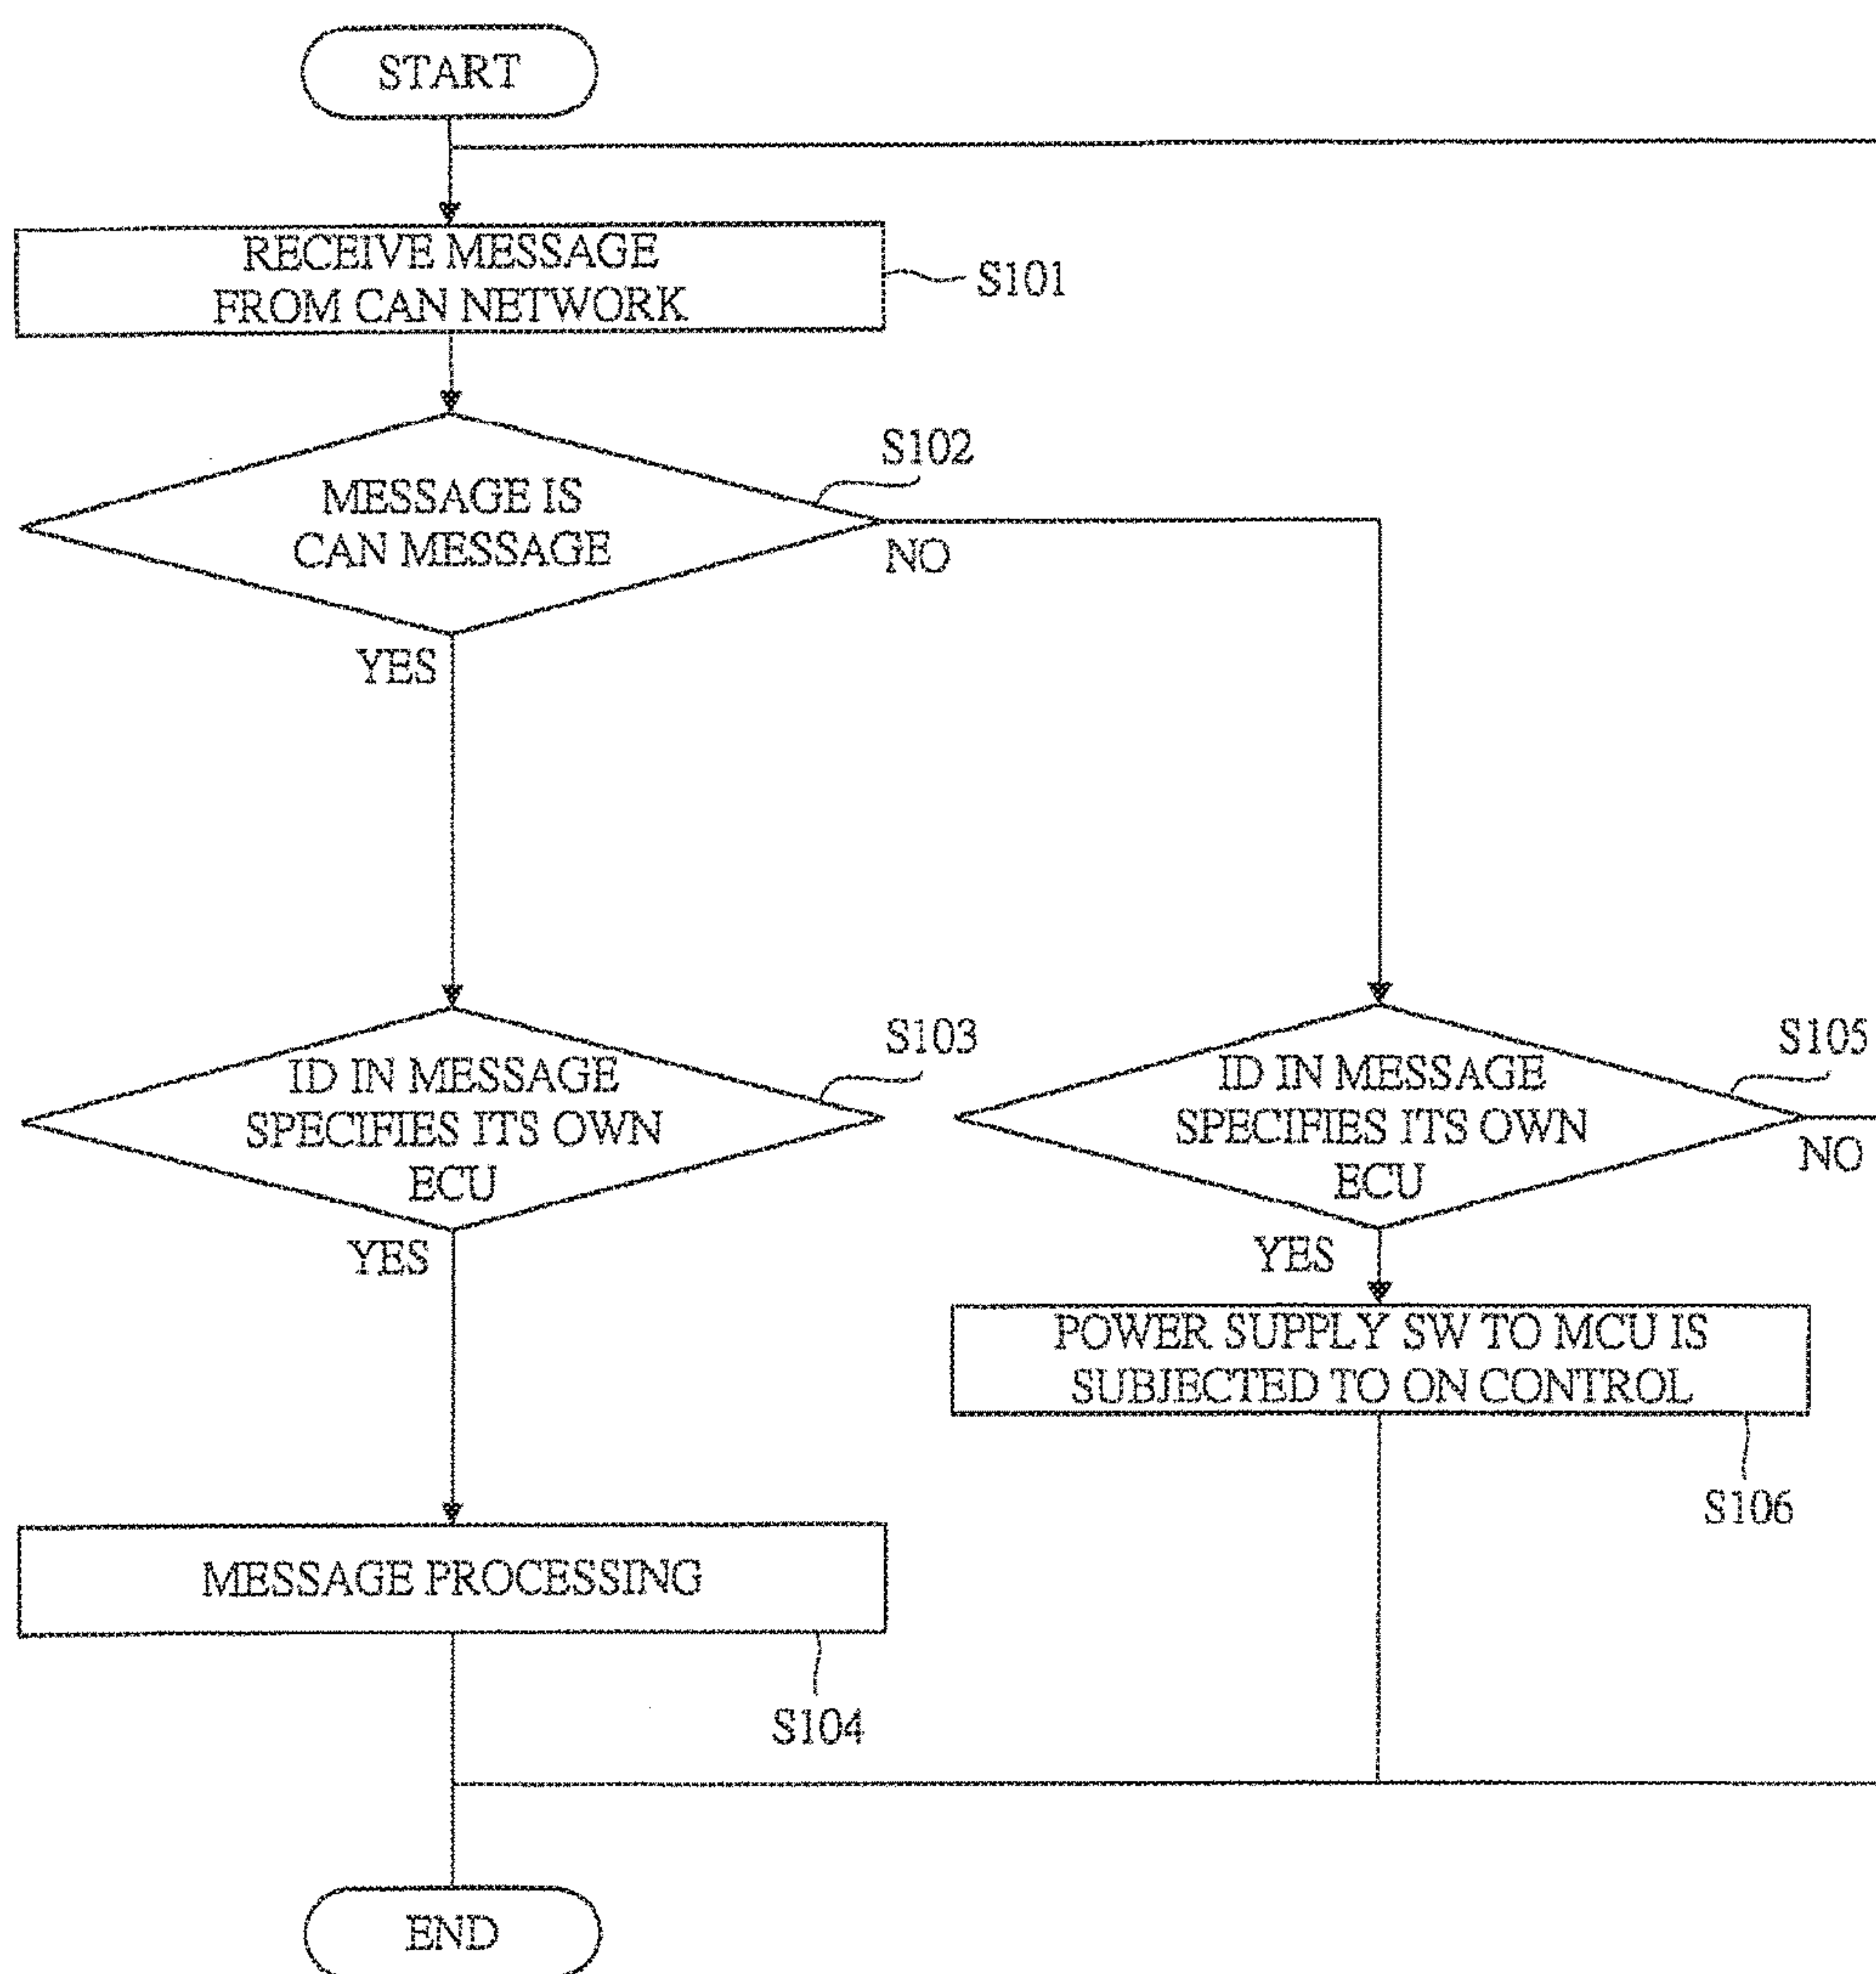 START
RECEIVE MESSAGE
FROM CAN NETWORK
S101
MESSAGE IS
CAN MESSAGE
S102
NO
YES
ID IN MESSAGE
SPECIFIES ITS OWN
ECU
S103
YES
ID IN MESSAGE
SPECIFIES ITS OWN
ECU
S105
NO
YES
POWER SUPPLY SW TO MCU IS
SUBJECTED TO ON CONTROL
S106
MESSAGE PROCESSING
S104
END